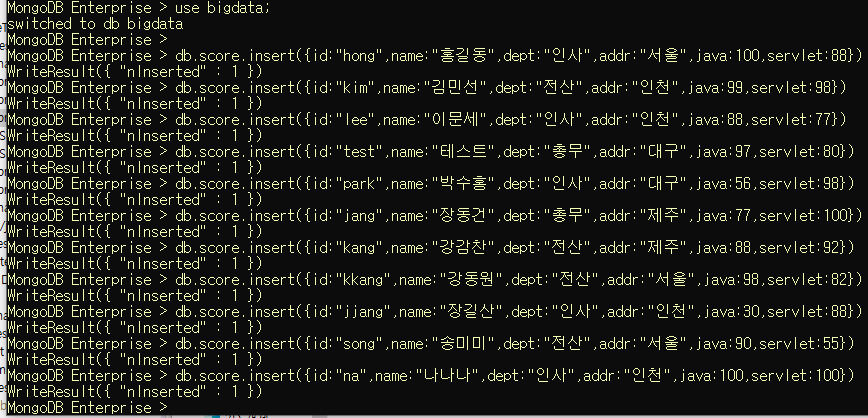 MongoDB Enterprise > use bigdata;
switched to db bigdata
MongoDB Enterprise >
MongoDB Enterprise > db.score.insert({id:"hong",name:"홍길동",dept:"인사",addr:"서울",java:100,servlet:88})
WriteResult({ "nInserted" : 1 })
MongoDB Enterprise > db.score.insert({id:"kim",name:"김민선",dept:"전산",addr:"인천",java:99,servlet:98})
WriteResult({ "nInserted" : 1 })
MongoDB Enterprise > db.score.insert({id:"lee",name:"이문세",dept:"인사",addr:"인천",java:88,servlet:77})
WriteResult({ "nInserted" : 1 })
MongoDB Enterprise > db.score.insert({id:"test",name:"테스트",dept:"총무",addr:"대구",java:97,servlet:80})
WriteResult({ "nInserted" : 1 })
MongoDB Enterprise > db.score.insert({id:"park",name:"박수홍",dept:"인사",addr:"대구",java:56,servlet:98})
WriteResult({ "nInserted" : 1 })
MongoDB Enterprise > db.score.insert({id:"jang",name:"장동건",dept:"총무",addr:"제주",java:77,servlet:100})
WriteResult({ "nInserted" : 1 })
MongoDB Enterprise > db.score.insert({id:"kang",name:"강감찬",dept:"전산",addr:"제주",java:88,servlet:92})
WriteResult({ "nInserted" : 1 })
MongoDB Enterprise > db.score.insert({id:"kkang",name:"강동원",dept:"전산",addr:"서울",java:98,servlet:82})
WriteResult({ "nInserted" : 1 })
MongoDB Enterprise > db.score.insert({id:"jjang",name:"장길산",dept:"인사",addr:"인천",java:30,servlet:88})
WriteResult({ "nInserted" : 1 })
MongoDB Enterprise > db.score.insert({id:"song",name:"송미미",dept:"전산",addr:"서울",java:90,servlet:55})
WriteResult({ "nInserted" : 1 })
MongoDB Enterprise > db.score.insert({id:"na",name:"나나나",dept:"인사",addr:"인천",java:100,servlet:100})
WriteResult({ "nInserted" : 1 })
MongoDB Enterprise >